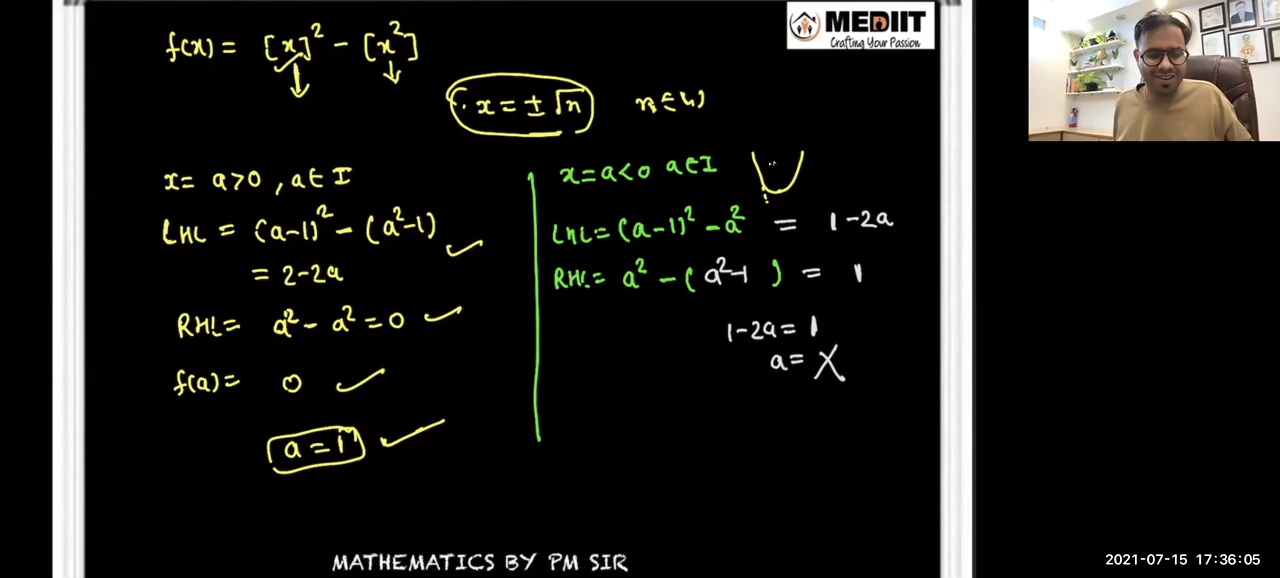 f(x) = [x]² − [x²]
MEDIIT
Crafting Your Passion
x = ± √n n ∈ W
x = a > 0 , a ∈ I
LHL = (a−1)² − (a²−1)
= 2−2a
RHL = a² − a² = 0
f(a) = 0
a = 1
x = a < 0 a ∈ I
LHL = (a−1)² − a² = 1−2a
RHL = a² − ( a²−1 ) = 1
1−2a = 1
a = X
MATHEMATICS BY PM SIR
2021-07-15 17:36:05